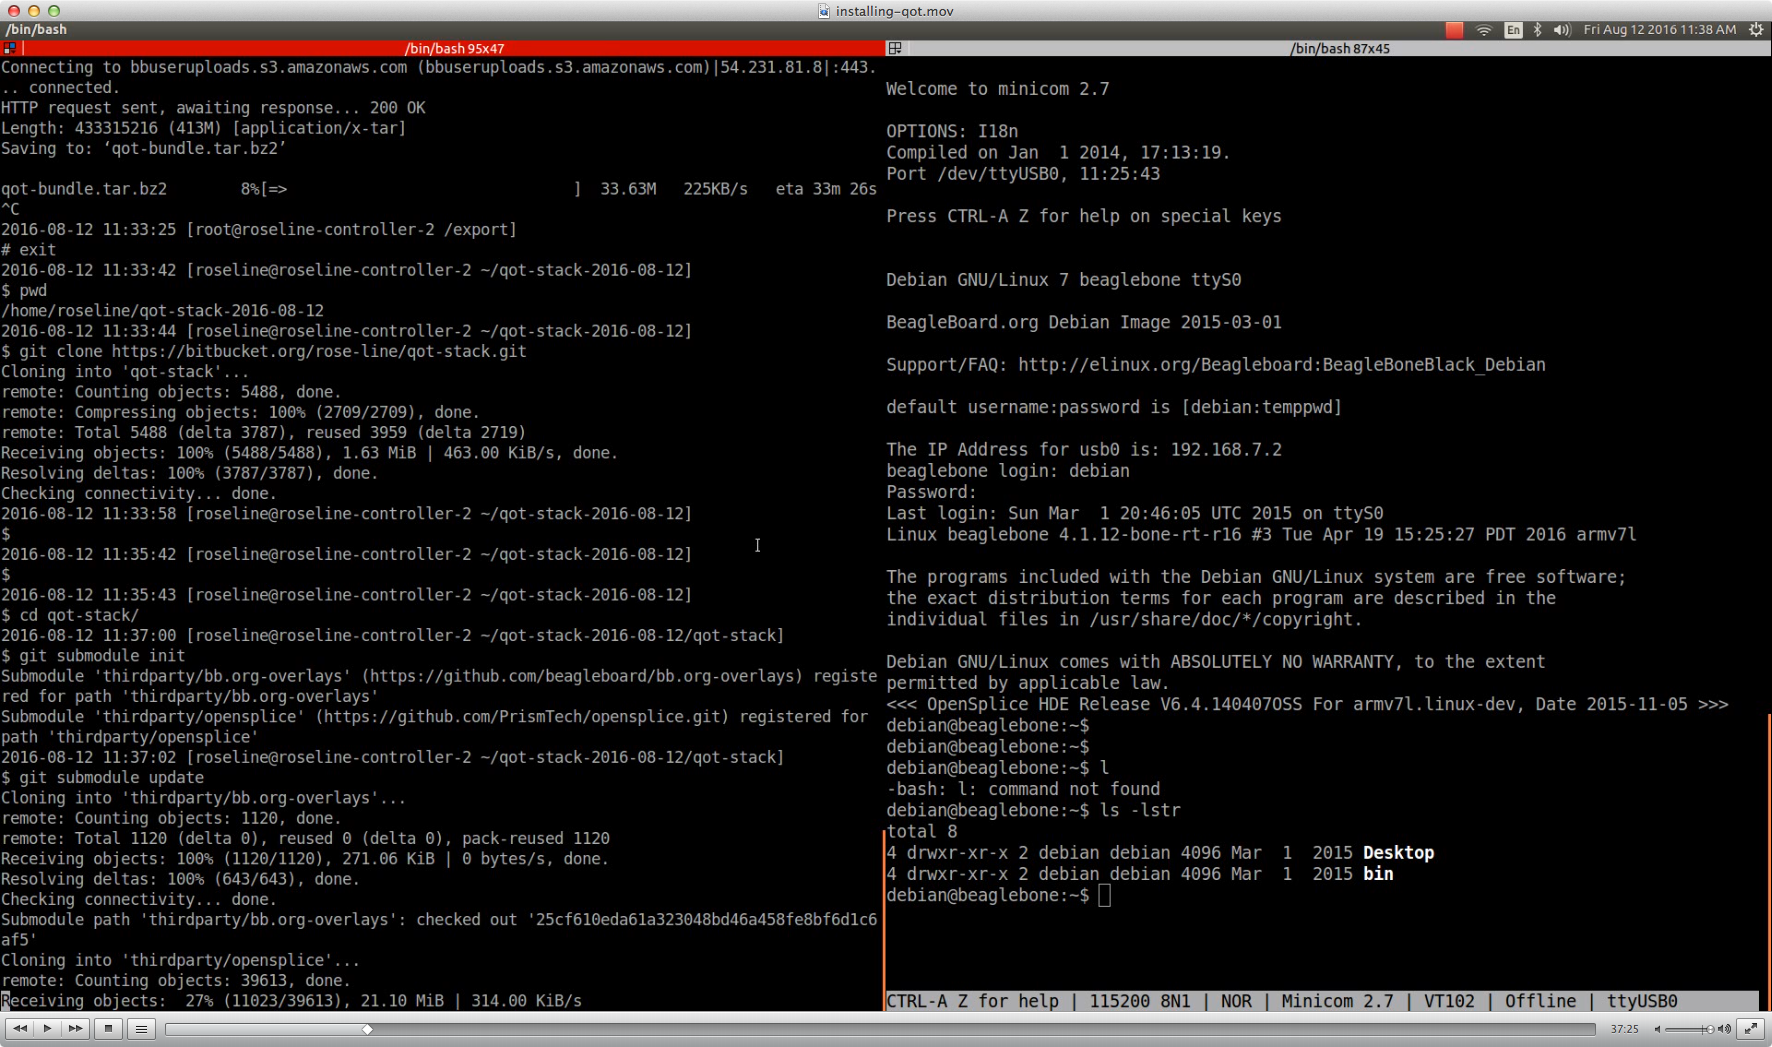 installing-qot.mov
/bin/bash
En
Fri Aug 12 2016 11:38 AM
/bin/bash 95x47
Connecting to bbuseruploads.s3.amazonaws.com (bbuseruploads.s3.amazonaws.com)|54.231.81.8|:443.
.. connected.
HTTP request sent, awaiting response... 200 OK
Length: 433315216 (413M) [application/x-tar]
Saving to: ‘qot-bundle.tar.bz2’
qot-bundle.tar.bz2 8%[=> ] 33.63M 225KB/s eta 33m 26s
^C
2016-08-12 11:33:25 [root@roseline-controller-2 /export]
# exit
2016-08-12 11:33:42 [roseline@roseline-controller-2 ~/qot-stack-2016-08-12]
$ pwd
/home/roseline/qot-stack-2016-08-12
2016-08-12 11:33:44 [roseline@roseline-controller-2 ~/qot-stack-2016-08-12]
$ git clone https://bitbucket.org/rose-line/qot-stack.git
Cloning into 'qot-stack'...
remote: Counting objects: 5488, done.
remote: Compressing objects: 100% (2709/2709), done.
remote: Total 5488 (delta 3787), reused 3959 (delta 2719)
Receiving objects: 100% (5488/5488), 1.63 MiB | 463.00 KiB/s, done.
Resolving deltas: 100% (3787/3787), done.
Checking connectivity... done.
2016-08-12 11:33:58 [roseline@roseline-controller-2 ~/qot-stack-2016-08-12]
$
2016-08-12 11:35:42 [roseline@roseline-controller-2 ~/qot-stack-2016-08-12]
$
2016-08-12 11:35:43 [roseline@roseline-controller-2 ~/qot-stack-2016-08-12]
$ cd qot-stack/
2016-08-12 11:37:00 [roseline@roseline-controller-2 ~/qot-stack-2016-08-12/qot-stack]
$ git submodule init
Submodule 'thirdparty/bb.org-overlays' (https://github.com/beagleboard/bb.org-overlays) registe
red for path 'thirdparty/bb.org-overlays'
Submodule 'thirdparty/opensplice' (https://github.com/PrismTech/opensplice.git) registered for
path 'thirdparty/opensplice'
2016-08-12 11:37:02 [roseline@roseline-controller-2 ~/qot-stack-2016-08-12/qot-stack]
$ git submodule update
Cloning into 'thirdparty/bb.org-overlays'...
remote: Counting objects: 1120, done.
remote: Total 1120 (delta 0), reused 0 (delta 0), pack-reused 1120
Receiving objects: 100% (1120/1120), 271.06 KiB | 0 bytes/s, done.
Resolving deltas: 100% (643/643), done.
Checking connectivity... done.
Submodule path 'thirdparty/bb.org-overlays': checked out '25cf610eda61a323048bd46a458fe8bf6d1c6
af5'
Cloning into 'thirdparty/opensplice'...
remote: Counting objects: 39613, done.
Receiving objects: 27% (11023/39613), 21.10 MiB | 314.00 KiB/s
/bin/bash 87x45
Welcome to minicom 2.7
OPTIONS: I18n
Compiled on Jan 1 2014, 17:13:19.
Port /dev/ttyUSB0, 11:25:43
Press CTRL-A Z for help on special keys
Debian GNU/Linux 7 beaglebone ttyS0
BeagleBoard.org Debian Image 2015-03-01
Support/FAQ: http://elinux.org/Beagleboard:BeagleBoneBlack_Debian
default username:password is [debian:temppwd]
The IP Address for usb0 is: 192.168.7.2
beaglebone login: debian
Password:
Last login: Sun Mar 1 20:46:05 UTC 2015 on ttyS0
Linux beaglebone 4.1.12-bone-rt-r16 #3 Tue Apr 19 15:25:27 PDT 2016 armv7l
The programs included with the Debian GNU/Linux system are free software;
the exact distribution terms for each program are described in the
individual files in /usr/share/doc/*/copyright.
Debian GNU/Linux comes with ABSOLUTELY NO WARRANTY, to the extent
permitted by applicable law.
<<< OpenSplice HDE Release V6.4.140407OSS For armv7l.linux-dev, Date 2015-11-05 >>>
debian@beaglebone:~$
debian@beaglebone:~$
debian@beaglebone:~$ l
-bash: l: command not found
debian@beaglebone:~$ ls -lstr
total 8
4 drwxr-xr-x 2 debian debian 4096 Mar 1 2015 Desktop
4 drwxr-xr-x 2 debian debian 4096 Mar 1 2015 bin
debian@beaglebone:~$
CTRL-A Z for help | 115200 8N1 | NOR | Minicom 2.7 | VT102 | Offline | ttyUSB0
37:25